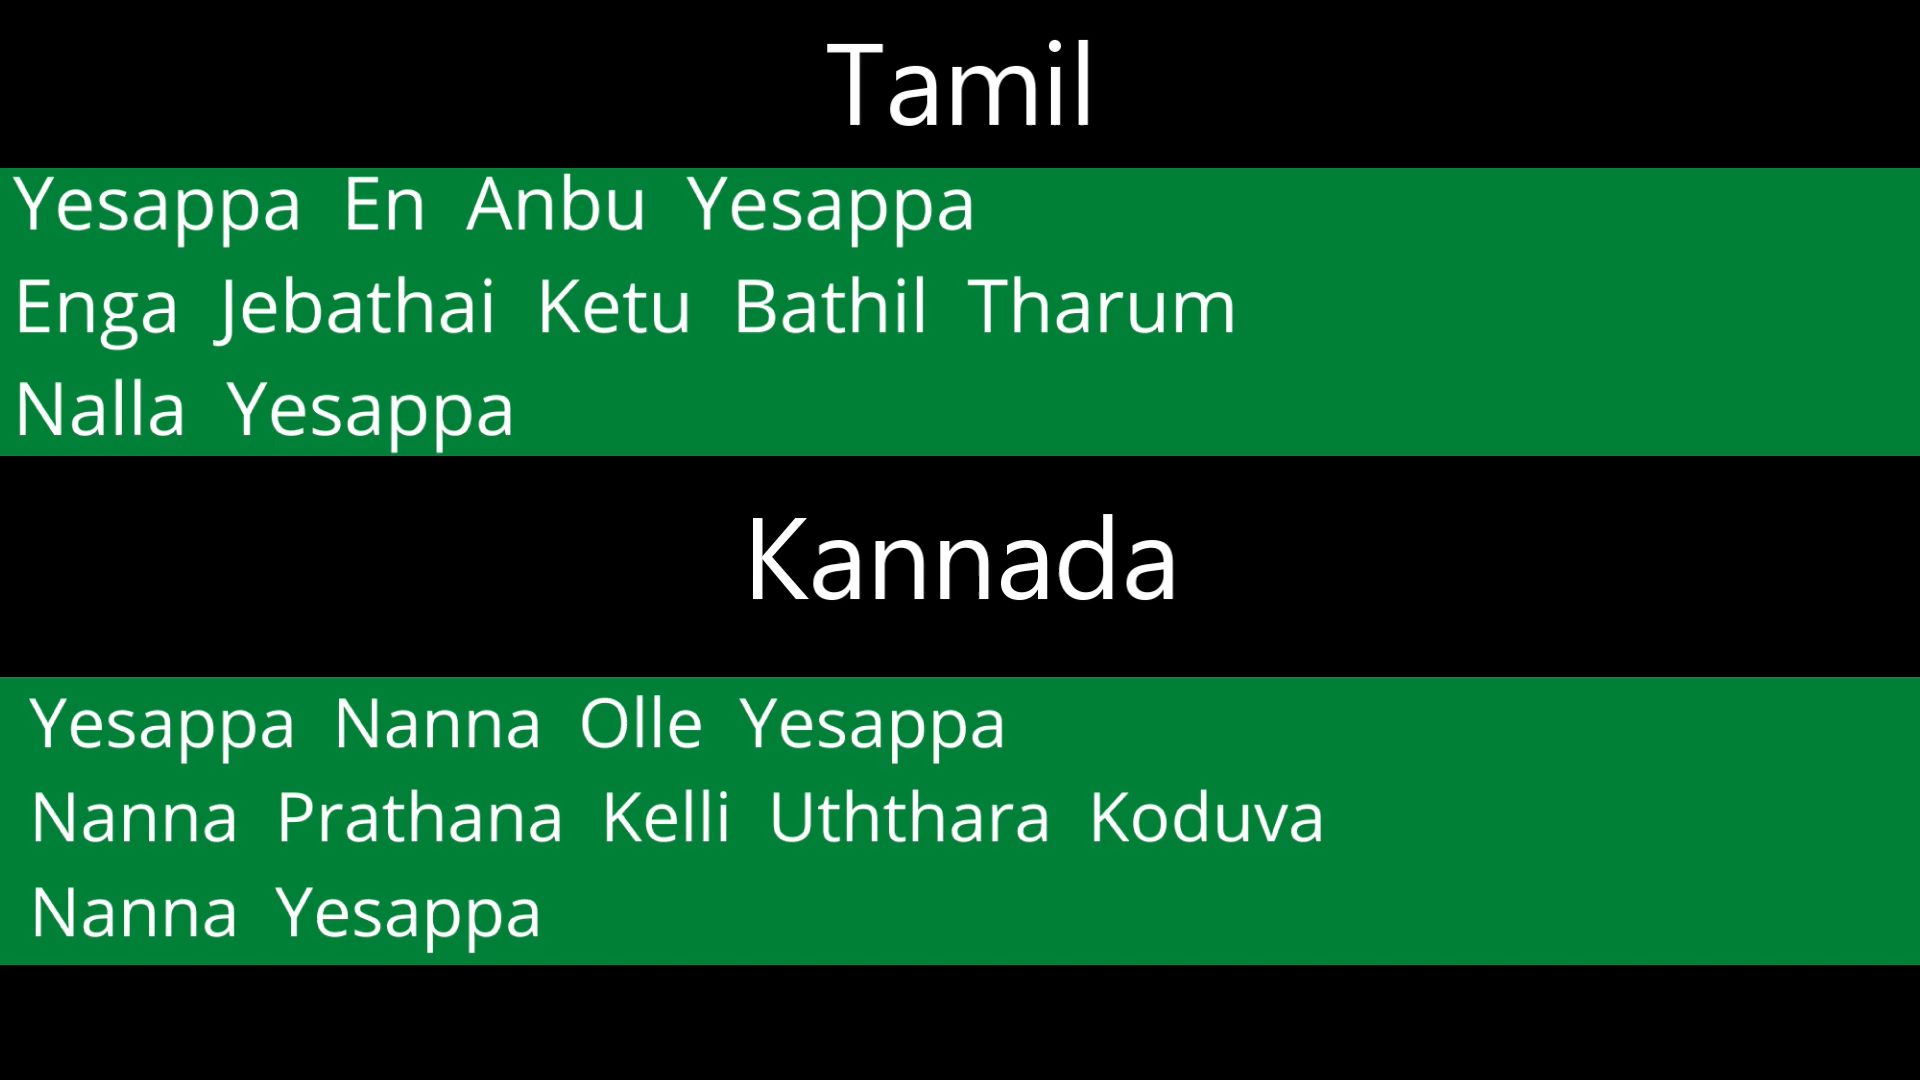 Tamil
Yesappa En Anbu Yesappa
Enga Jebathai Ketu Bathil Tharum
Nalla Yesappa
Kannada
Yesappa Nanna Olle Yesappa
Nanna Prathana Kelli Uththara Koduva
Nanna Yesappa